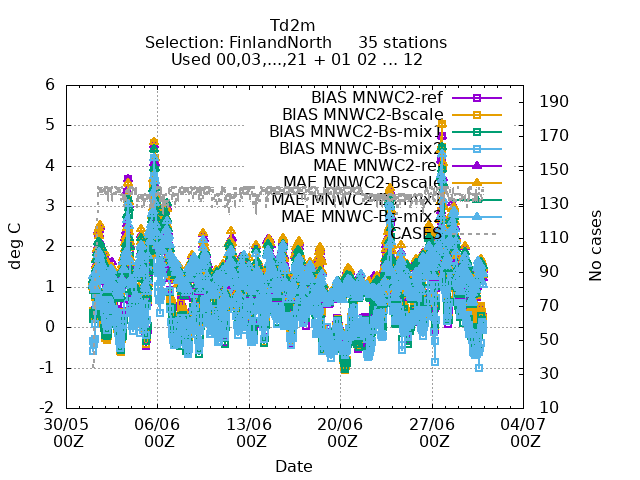 Td2m
Selection: FinlandNorth 35 stations
Used 00,03,...,21 + 01 02 ... 12
6
5
4
3
2
1
0
-1
-2
deg C
190
170
150
130
110
90
70
50
30
10
No cases
BIAS MNWC2-ref
BIAS MNWC2-Bscale
BIAS MNWC2-Bs-mix1
BIAS MNWC-Bs-mix2
MAE MNWC2-ref
MAE MNWC2-Bscale
MAE MNWC2-Bs-mix1
MAE MNWC-Bs-mix2
CASES
30/05 06/06 13/06 20/06 27/06 04/07
00Z 00Z 00Z 00Z 00Z 00Z
Date